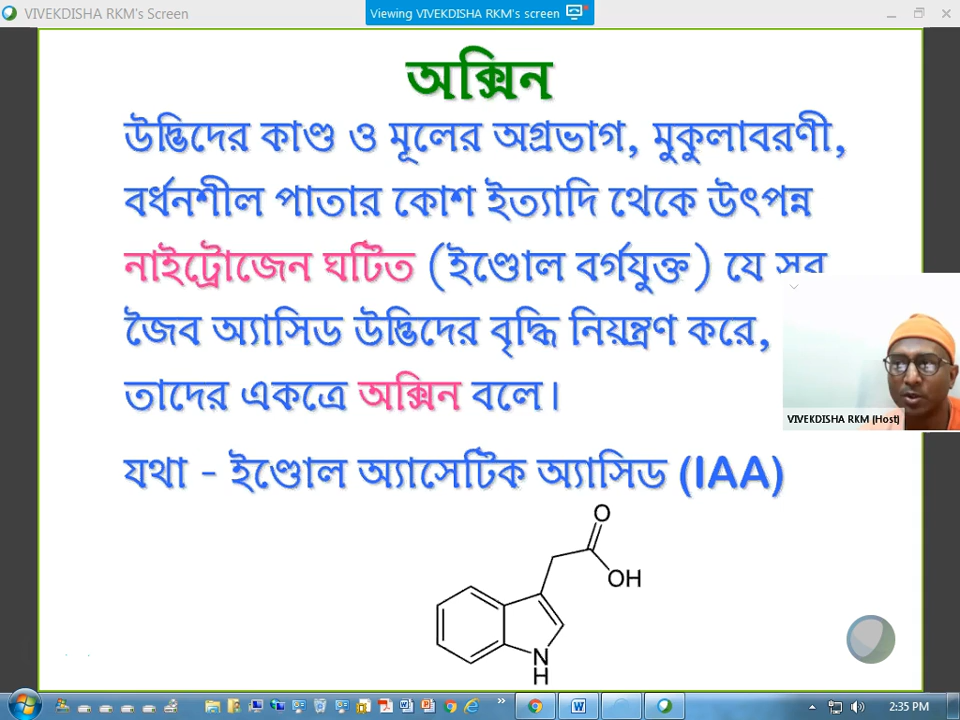 VIVEKDISHA RKM's Screen
Viewing VIVEKDISHA RKM's screen
অক্সিন
উদ্ভিদের কাণ্ড ও মূলের অগ্রভাগ, মুকুলাবরণী,
বর্ধনশীল পাতার কোশ ইত্যাদি থেকে উৎপন্ন
নাইট্রোজেন ঘটিত (ইণ্ডোল বর্গযুক্ত) যে সব
জৈব অ্যাসিড উদ্ভিদের বৃদ্ধি নিয়ন্ত্রণ করে,
তাদের একত্রে অক্সিন বলে।
VIVEKDISHA RKM (Host)
যথা - ইণ্ডোল অ্যাসেটিক অ্যাসিড (IAA)
O
OH
N
H
2:35 PM